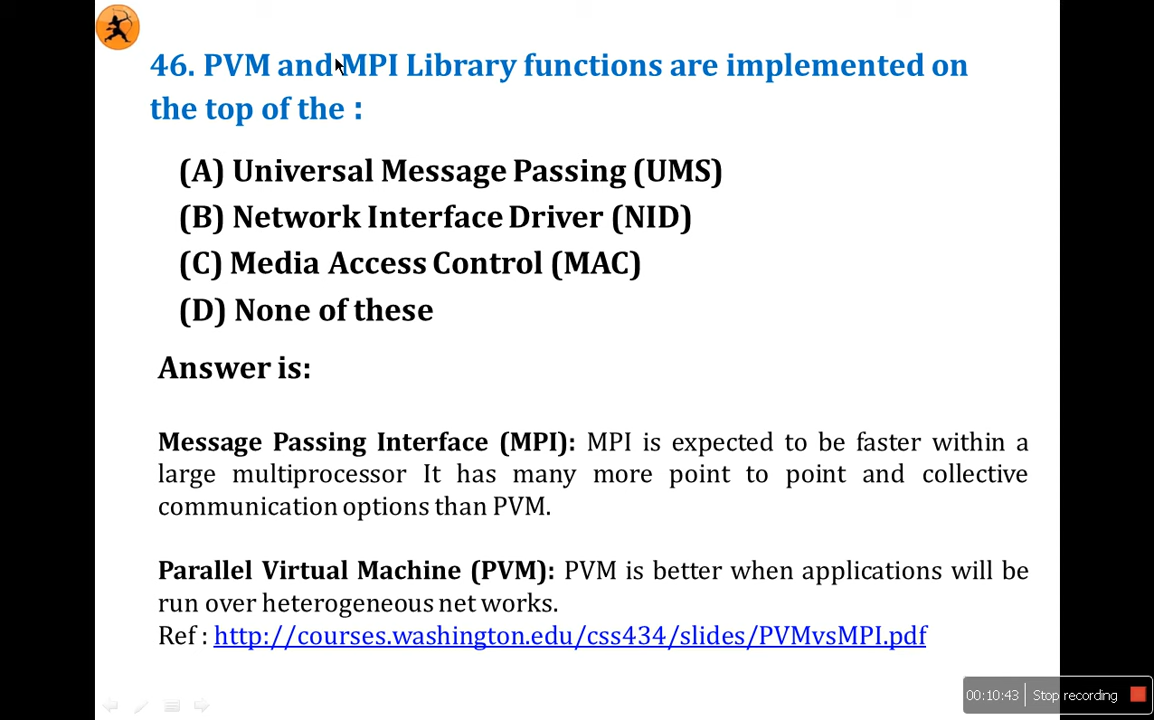 46. PVM and MPI Library functions are implemented on
the top of the :
(A) Universal Message Passing (UMS)
(B) Network Interface Driver (NID)
(C) Media Access Control (MAC)
(D) None of these
Answer is:
Message Passing Interface (MPI): MPI is expected to be faster within a
large multiprocessor It has many more point to point and collective
communication options than PVM.
Parallel Virtual Machine (PVM): PVM is better when applications will be
run over heterogeneous net works.
Ref : http://courses.washington.edu/css434/slides/PVMvsMPI.pdf
00:10:43 Stop recording